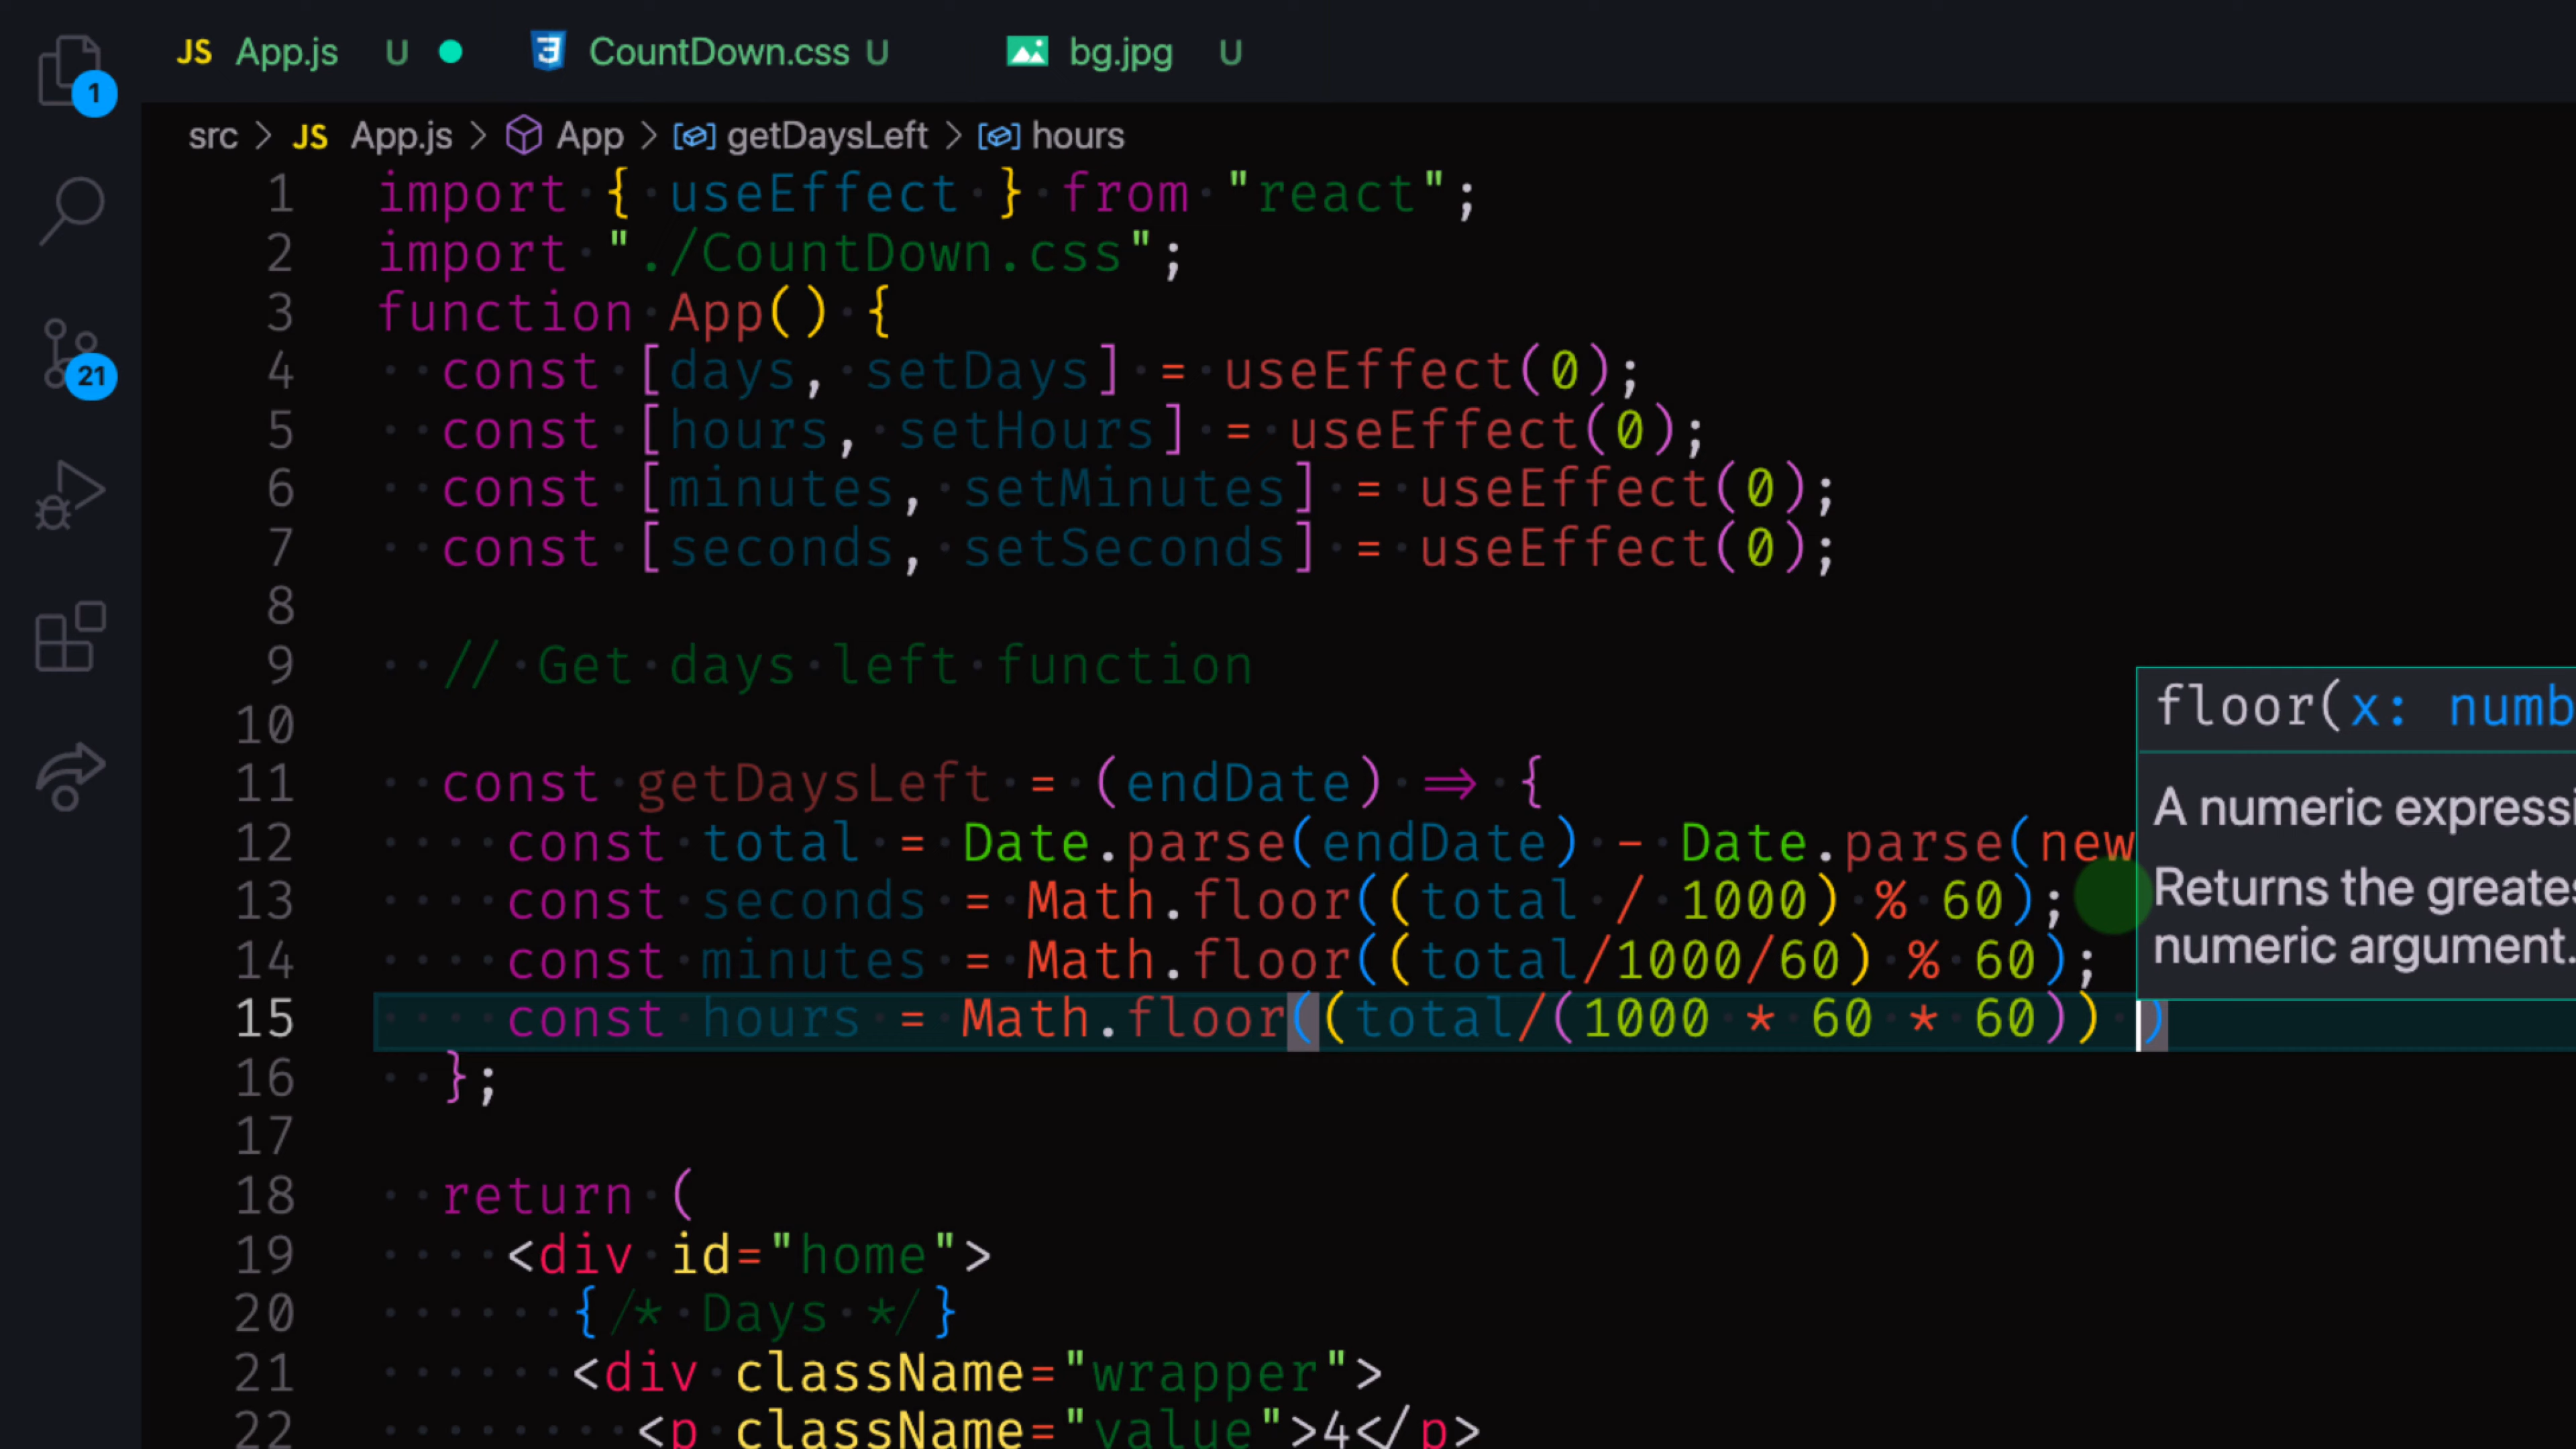 JS App.js U CountDown.css U bg.jpg U
1
src > JS App.js > App > getDaysLeft > hours
1 import { useEffect } from "react";
2 import "./CountDown.css";
3 function App() {
4 const [days, setDays] = useEffect(0);
21
5 const [hours, setHours] = useEffect(0);
6 const [minutes, setMinutes] = useEffect(0);
7 const [seconds, setSeconds] = useEffect(0);
8
9 // Get days left function
floor(x: numb
10
11 const getDaysLeft = (endDate) => {
A numeric expressi
12 const total = Date.parse(endDate) - Date.parse(new
13 const seconds = Math.floor((total / 1000) % 60);
Returns the greates
14 const minutes = Math.floor((total/1000/60) % 60);
numeric argument.
15 const hours = Math.floor((total/(1000 * 60 * 60)) )
16 };
17
18 return (
19 <div id="home">
20 {/* Days */}
21 <div className="wrapper">
22 <p className="value">4</p>